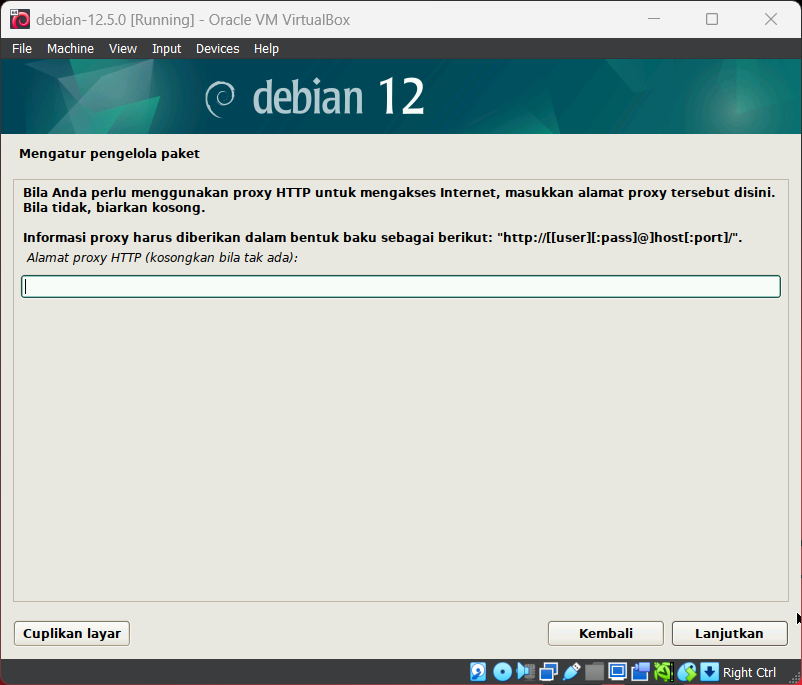 debian-12.5.0 [Running] - Oracle VM VirtualBox
File Machine View Input Devices Help
debian 12
Mengatur pengelola paket
Bila Anda perlu menggunakan proxy HTTP untuk mengakses Internet, masukkan alamat proxy tersebut disini.
Bila tidak, biarkan kosong.
Informasi proxy harus diberikan dalam bentuk baku sebagai berikut: "http://[[user][:pass]@]host[:port]/".
Alamat proxy HTTP (kosongkan bila tak ada):
Cuplikan layar Kembali Lanjutkan
Right Ctrl